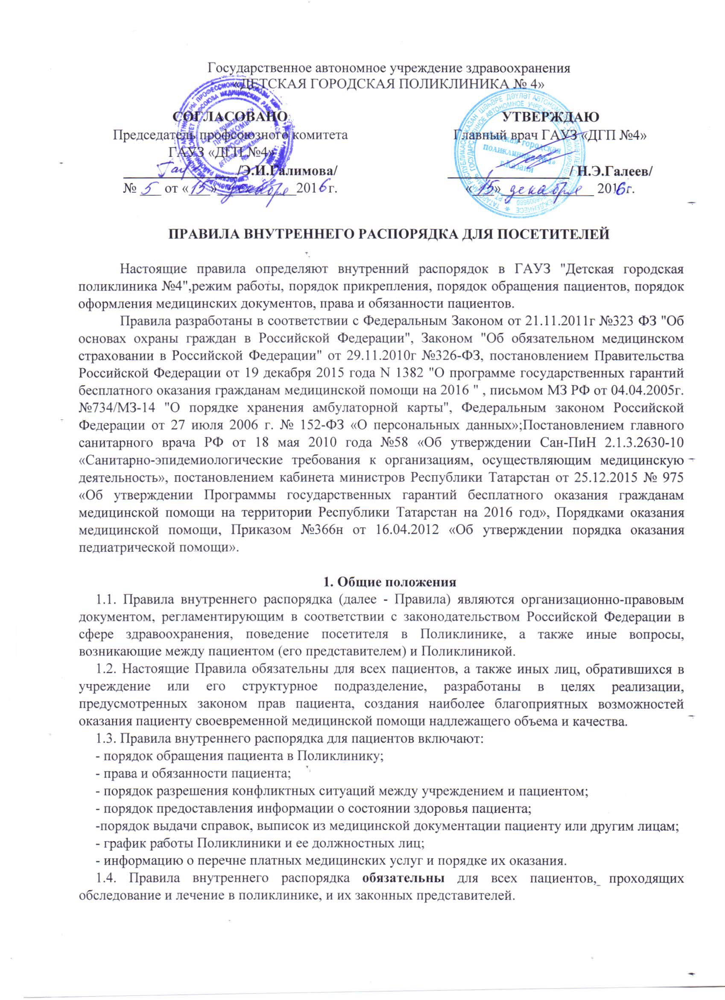 Государственное автономное учреждение здравоохранения
«ДЕТСКАЯ ГОРОДСКАЯ ПОЛИКЛИНИКА № 4»
СОГЛАСОВАНО
Председатель профсоюзного комитета
ГАУЗ «ДГП №4»
/Э.И.Галимова/
№ 5 от «15» декабря 2016 г.
УТВЕРЖДАЮ
Главный врач ГАУЗ «ДГП №4»
/ Н.Э.Галеев/
«15» декабря 2016 г.
ПРАВИЛА ВНУТРЕННЕГО РАСПОРЯДКА ДЛЯ ПОСЕТИТЕЛЕЙ
Настоящие правила определяют внутренний распорядок в ГАУЗ "Детская городская
поликлиника №4",режим работы, порядок прикрепления, порядок обращения пациентов, порядок
оформления медицинских документов, права и обязанности пациентов.
Правила разработаны в соответствии с Федеральным Законом от 21.11.2011г №323 ФЗ "Об
основах охраны граждан в Российской Федерации", Законом "Об обязательном медицинском
страховании в Российской Федерации" от 29.11.2010г №326-ФЗ, постановлением Правительства
Российской Федерации от 19 декабря 2015 года N 1382 "О программе государственных гарантий
бесплатного оказания гражданам медицинской помощи на 2016 " , письмом МЗ РФ от 04.04.2005г.
№734/МЗ-14 "О порядке хранения амбулаторной карты", Федеральным законом Российской
Федерации от 27 июля 2006 г. № 152-ФЗ «О персональных данных»;Постановлением главного
санитарного врача РФ от 18 мая 2010 года №58 «Об утверждении Сан-ПиН 2.1.3.2630-10
«Санитарно-эпидемиологические требования к организациям, осуществляющим медицинскую
деятельность», постановлением кабинета министров Республики Татарстан от 25.12.2015 № 975
«Об утверждении Программы государственных гарантий бесплатного оказания гражданам
медицинской помощи на территории Республики Татарстан на 2016 год», Порядками оказания
медицинской помощи, Приказом №366н от 16.04.2012 «Об утверждении порядка оказания
педиатрической помощи».
1. Общие положения
1.1. Правила внутреннего распорядка (далее - Правила) являются организационно-правовым
документом, регламентирующим в соответствии с законодательством Российской Федерации в
сфере здравоохранения, поведение посетителя в Поликлинике, а также иные вопросы,
возникающие между пациентом (его представителем) и Поликлиникой.
1.2. Настоящие Правила обязательны для всех пациентов, а также иных лиц, обратившихся в
учреждение или его структурное подразделение, разработаны в целях реализации,
предусмотренных законом прав пациента, создания наиболее благоприятных возможностей
оказания пациенту своевременной медицинской помощи надлежащего объема и качества.
1.3. Правила внутреннего распорядка для пациентов включают:
- порядок обращения пациента в Поликлинику;
- права и обязанности пациента;
- порядок разрешения конфликтных ситуаций между учреждением и пациентом;
- порядок предоставления информации о состоянии здоровья пациента;
-порядок выдачи справок, выписок из медицинской документации пациенту или другим лицам;
- график работы Поликлиники и ее должностных лиц;
- информацию о перечне платных медицинских услуг и порядке их оказания.
1.4. Правила внутреннего распорядка обязательны для всех пациентов, проходящих
обследование и лечение в поликлинике, и их законных представителей.